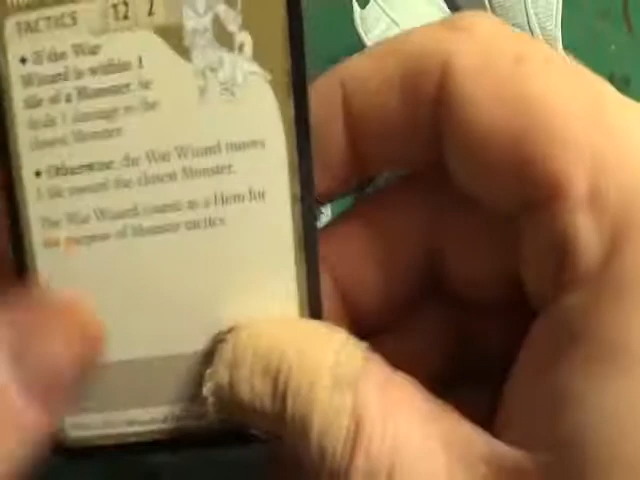 TACTICS 12 2
• If the War
Wizard is within 1
tile of a Monster, he
deals 1 damage to the
closest Monster.
• Otherwise, the War Wizard moves
1 tile toward the closest Monster.
The War Wizard counts as a Hero for
the purpose of Monster tactics.